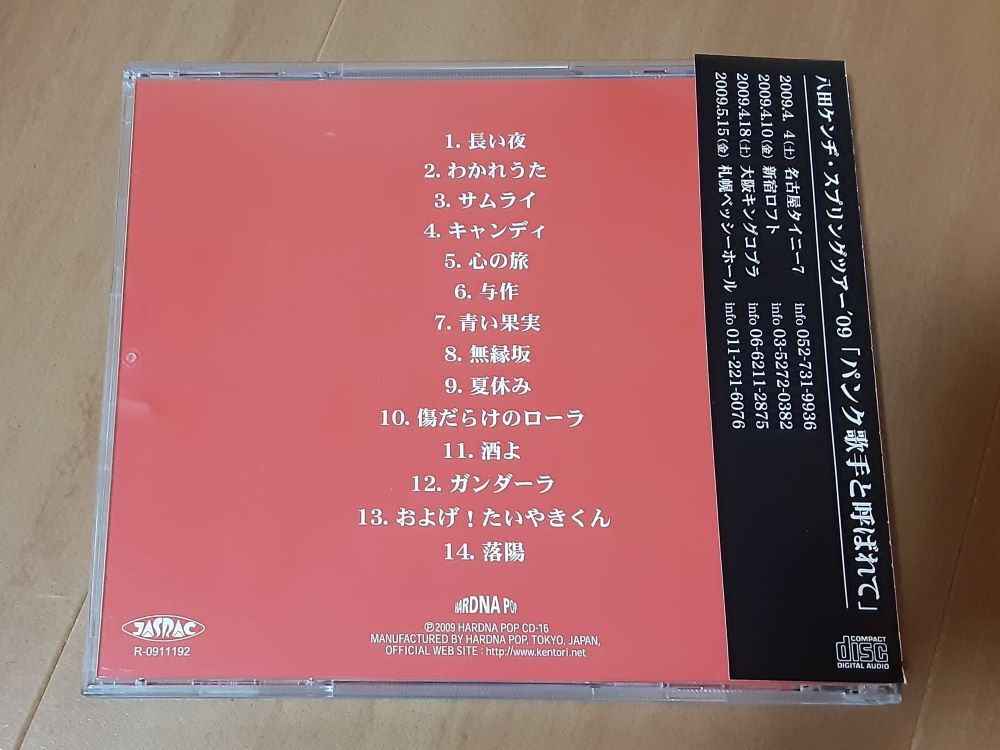 1. 長い夜
2. わかれうた
3. サムライ
4. キャンディ
5. 心の旅
6. 与作
7. 青い果実
8. 無縁坂
9. 夏休み
10. 傷だらけのローラ
11. 酒よ
12. ガンダーラ
13. およげ！たいやきくん
14. 落陽
HARDNA POP
℗2009 HARDNA POP CD-16
MANUFACTURED BY HARDNA POP, TOKYO, JAPAN,
OFFICIAL WEB SITE : http://www.kentori.net
JASRAC
R-0911192
八田ケンヂ・スプリングツアー'09「パンク歌手と呼ばれて」
2009.4. 4(土) 名古屋タイニー7 info 052-731-9936
2009.4.10(金) 新宿ロフト info 03-5272-0382
2009.4.18(土) 大阪キングコブラ info 06-6211-2875
2009.5.15(金) 札幌ベッシーホール info 011-221-6076
COMPACT
disc
DIGITAL AUDIO